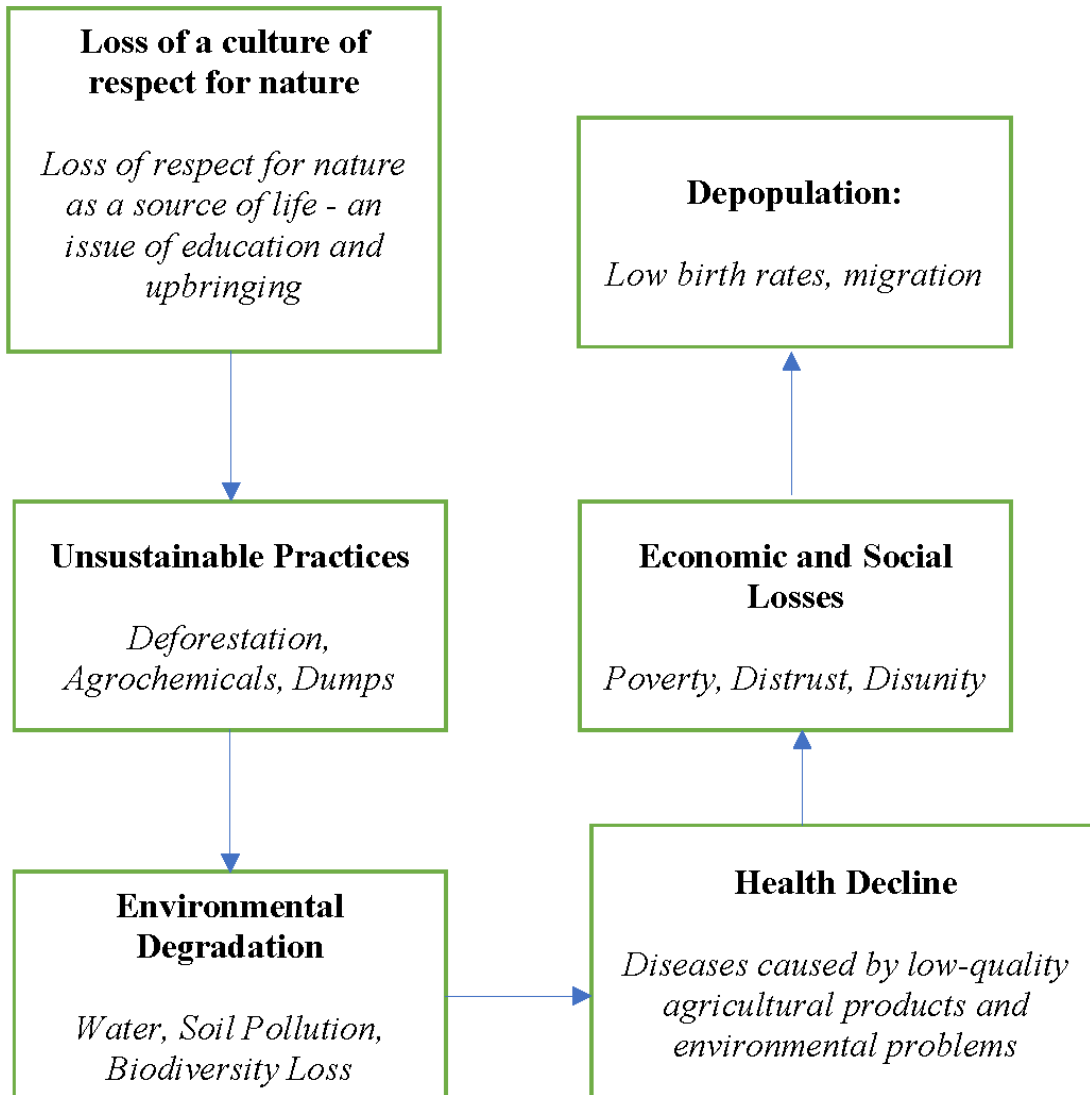 Loss of a culture of
respect for nature
Loss of respect for nature
as a source of life - an
issue of education and
upbringing
Unsustainable Practices
Deforestation,
Agrochemicals, Dumps
Environmental
Degradation
Water, Soil Pollution,
Biodiversity Loss
Health Decline
Diseases caused by low-quality
agricultural products and
environmental problems
Economic and Social
Losses
Poverty, Distrust, Disunity
Depopulation:
Low birth rates, migration